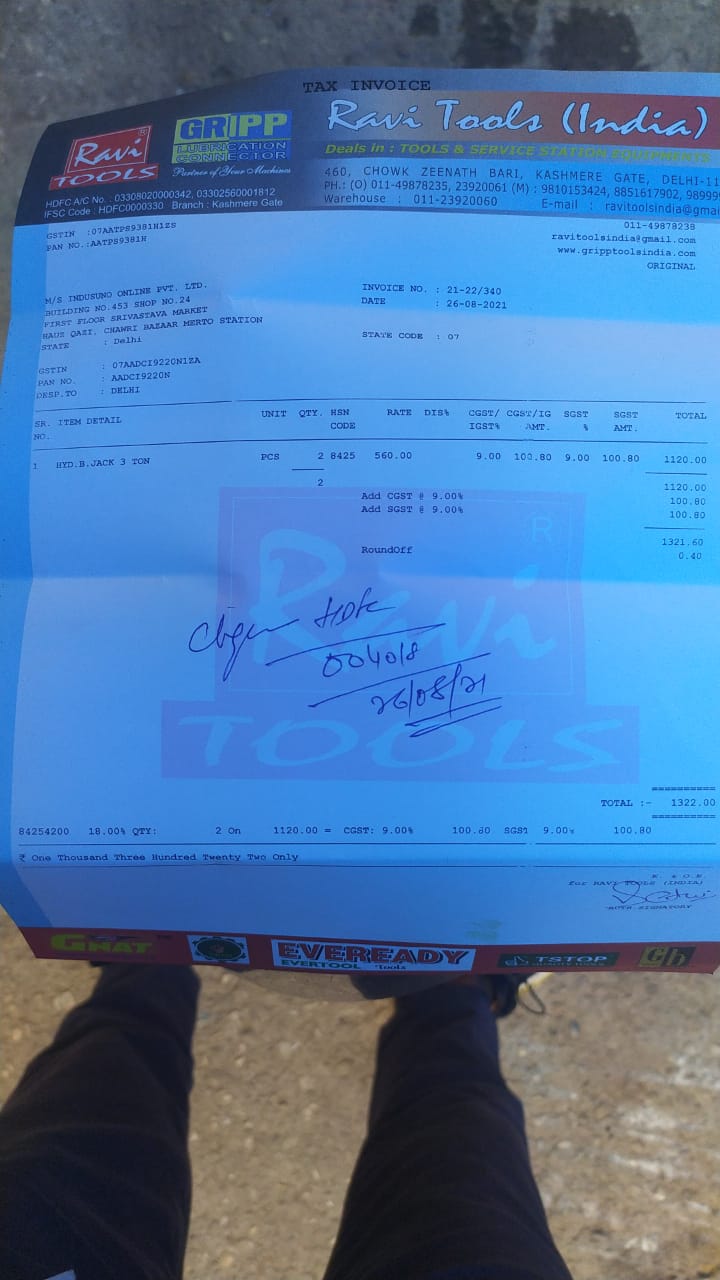 TAX INVOICE
Ravi®
TOOLS
GRIPP
LUBRICATION
CONNECTOR
Partner of Your Machines
Ravi Tools (India)
Deals in : TOOLS & SERVICE STATION EQUIPMENTS
460, CHOWK ZEENATH BARI, KASHMERE GATE, DELHI-11
PH.: (O) 011-49878235, 23920061 (M) : 9810153424, 8851617902, 98999
Warehouse : 011-23920060 E-mail : ravitoolsindia@gma
HDFC A/C No. : 03308020000342, 03302560001812
IFSC Code : HDFC0000330 Branch : Kashmere Gate
GSTIN :07AATPS9381H1ZS
PAN NO.:AATPS9381H
011-49878238
ravitoolsindia@gmail.com
www.gripptoolsindia.com
ORIGINAL
M/S INDUSUNO ONLINE PVT. LTD.
BUILDING NO.453 SHOP NO.24
FIRST FLOOR SRIVASTAVA MARKET
HAUZ QAZI, CHAWRI BAZAAR MERTO STATION
STATE : Delhi
GSTIN : 07AADCI9220N1ZA
PAN NO. : AADCI9220N
DESP.TO : DELHI
INVOICE NO. : 21-22/340
DATE : 26-08-2021
STATE CODE : 07
SR. ITEM DETAIL UNIT QTY. HSN RATE DIS% CGST/ CGST/IG SGST SGST TOTAL
NO. CODE IGST% AMT. % AMT.
1 HYD.B.JACK 3 TON PCS 2 8425 560.00 9.00 100.80 9.00 100.80 1120.00
2 1120.00
Add CGST @ 9.00% 100.80
Add SGST @ 9.00% 100.80
1321.60
RoundOff 0.40
Ravi®
TOOLS
HDFC
004018
26/08/21
TOTAL :- 1322.00
84254200 18.00% QTY: 2 On 1120.00 = CGST: 9.00% 100.80 SGST 9.00% 100.80
₹ One Thousand Three Hundred Twenty Two Only
E. & O.E.
for RAVI TOOLS (INDIA)
AUTH SIGNATORY
GMAT
EVEREADY
EVERTOOL Tools
TSTOP